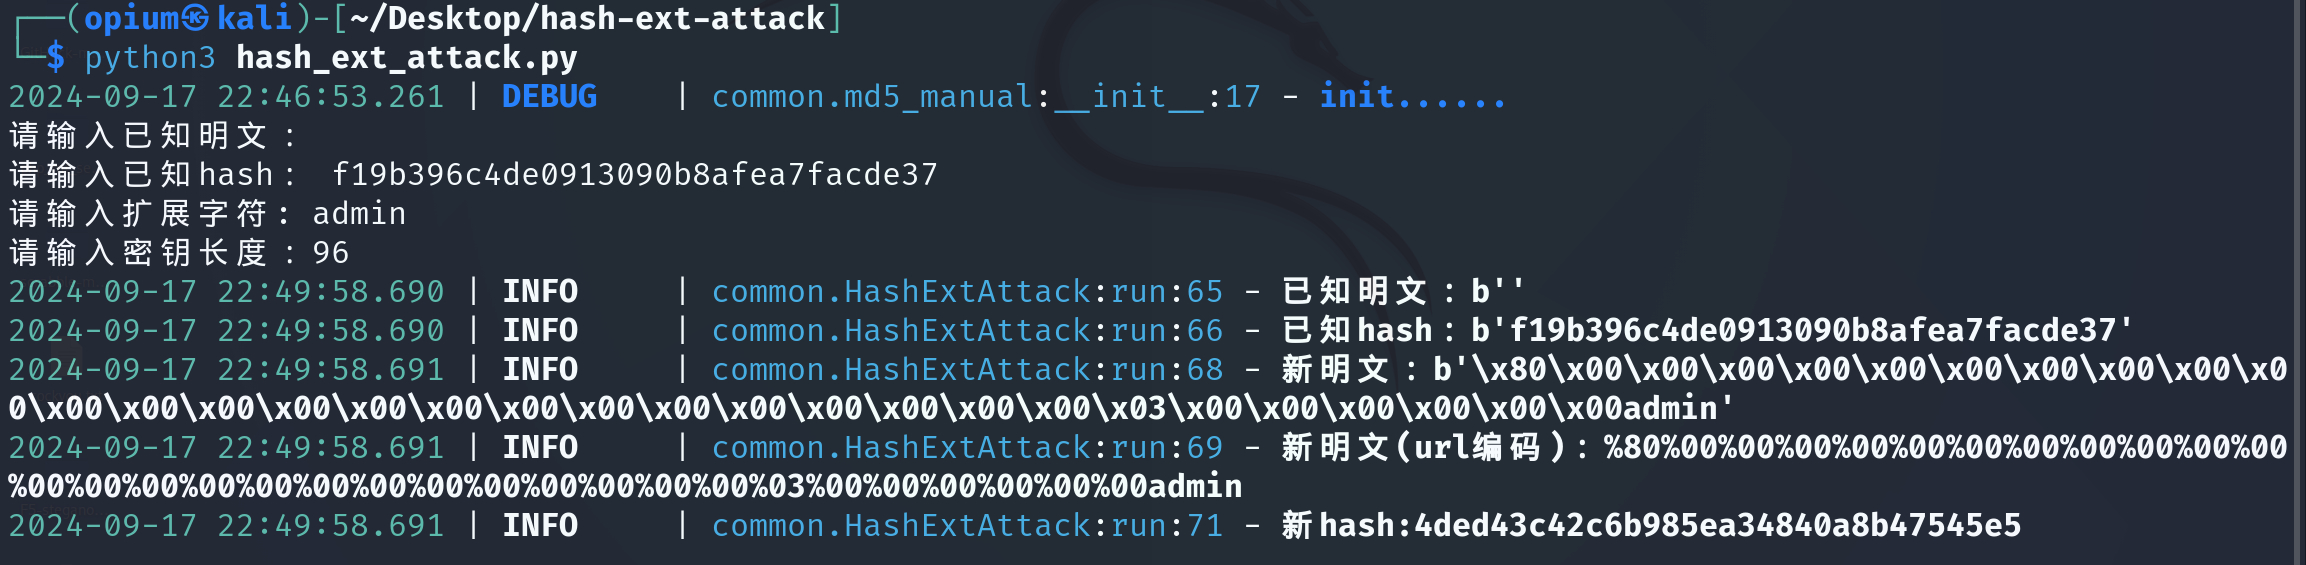 ┌──(opium㉿kali)-[~/Desktop/hash-ext-attack]
└─$ python3 hash_ext_attack.py
2024-09-17 22:46:53.261 | DEBUG    | common.md5_manual:__init__:17 - init......
请输入已知明文：
请输入已知hash： f19b396c4de0913090b8afea7facde37
请输入扩展字符: admin
请输入密钥长度：96
2024-09-17 22:49:58.690 | INFO     | common.HashExtAttack:run:65 - 已知明文：b''
2024-09-17 22:49:58.690 | INFO     | common.HashExtAttack:run:66 - 已知hash：b'f19b396c4de0913090b8afea7facde37'
2024-09-17 22:49:58.691 | INFO     | common.HashExtAttack:run:68 - 新明文：b'\x80\x00\x00\x00\x00\x00\x00\x00\x00\x00\x00\x0
0\x00\x00\x00\x00\x00\x00\x00\x00\x00\x00\x00\x00\x00\x03\x00\x00\x00\x00\x00\x00admin'
2024-09-17 22:49:58.691 | INFO     | common.HashExtAttack:run:69 - 新明文(url编码)：%80%00%00%00%00%00%00%00%00%00%00%00
%00%00%00%00%00%00%00%00%00%00%00%00%00%03%00%00%00%00%00%00admin
2024-09-17 22:49:58.691 | INFO     | common.HashExtAttack:run:71 - 新hash:4ded43c42c6b985ea34840a8b47545e5